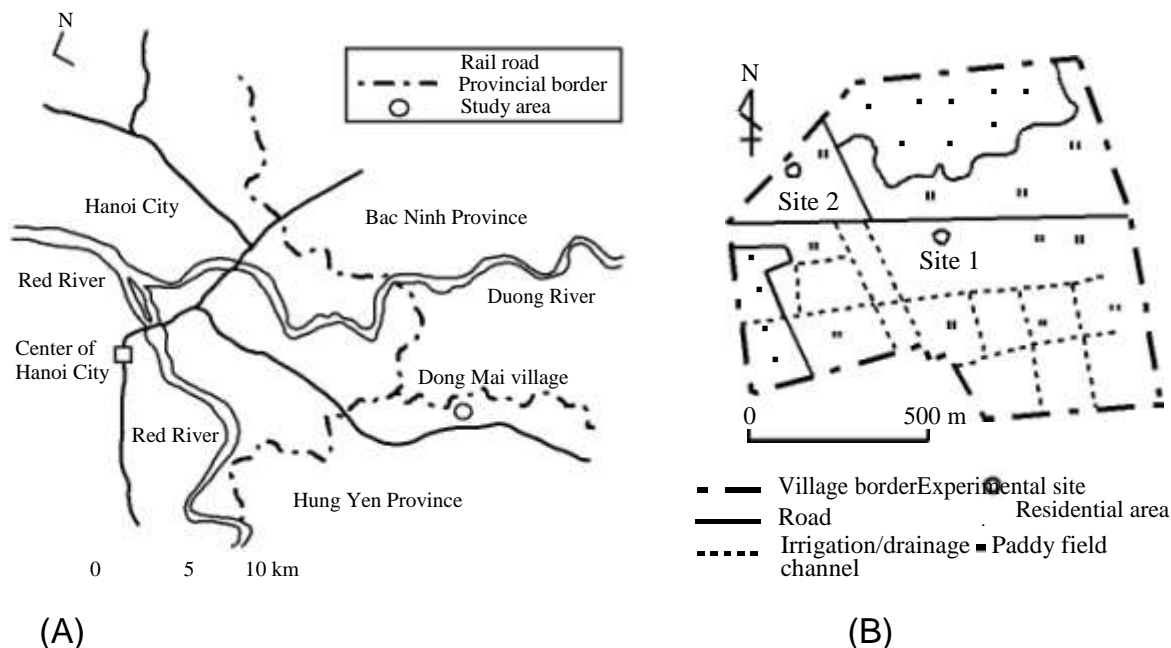 N
Rail road
Provincial border
Study area
Hanoi City
Bac Ninh Province
Red River
Duong River
Center of
Hanoi City
Dong Mai village
Red River
Hung Yen Province
0 5 10 km
(A)
N
Site 2
Site 1
0 500 m
Village borderExperimental site
Residential area
Road
Irrigation/drainage Paddy field
channel
(B)